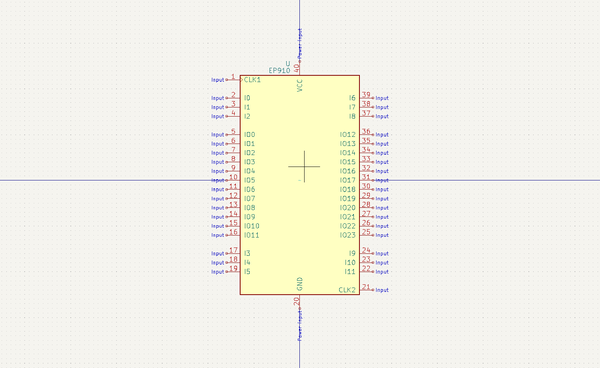 Power Input
U
EP910
40
VCC
Input 1 CLK1
Input 2 I0 I6 39 Input
Input 3 I1 I7 38 Input
Input 4 I2 I8 37 Input
Input 5 IO0 IO12 36 Input
Input 6 IO1 IO13 35 Input
Input 7 IO2 IO14 34 Input
Input 8 IO3 IO15 33 Input
Input 9 IO4 IO16 32 Input
Input 10 IO5 IO17 31 Input
Input 11 IO6 IO18 30 Input
Input 12 IO7 IO19 29 Input
Input 13 IO8 IO20 28 Input
Input 14 IO9 IO21 27 Input
Input 15 IO10 IO22 26 Input
Input 16 IO11 IO23 25 Input
Input 17 I3 I9 24 Input
Input 18 I4 I10 23 Input
Input 19 I5 I11 22 Input
CLK2 21 Input
GND
20
Power Input